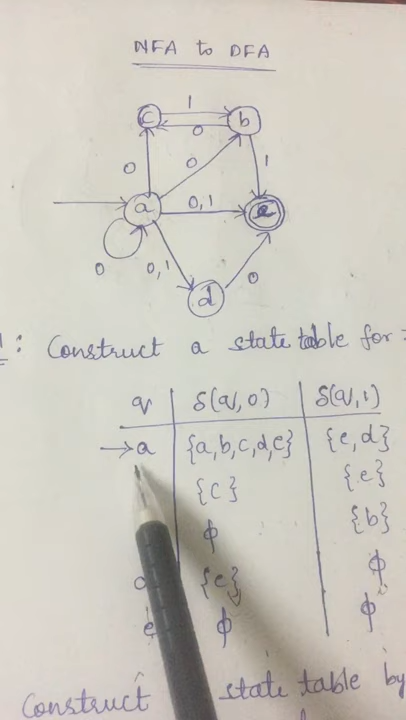 NFA to DFA
c 1 b
0
0 0 1
a 0,1 e
0 0,1 0
d
: Construct a state table for
q δ(q,0) δ(q,1)
→a {a,b,c,d,e} {e,d}
{c} {e}
ϕ {b}
{e} ϕ
e ϕ ϕ
Construct state table by